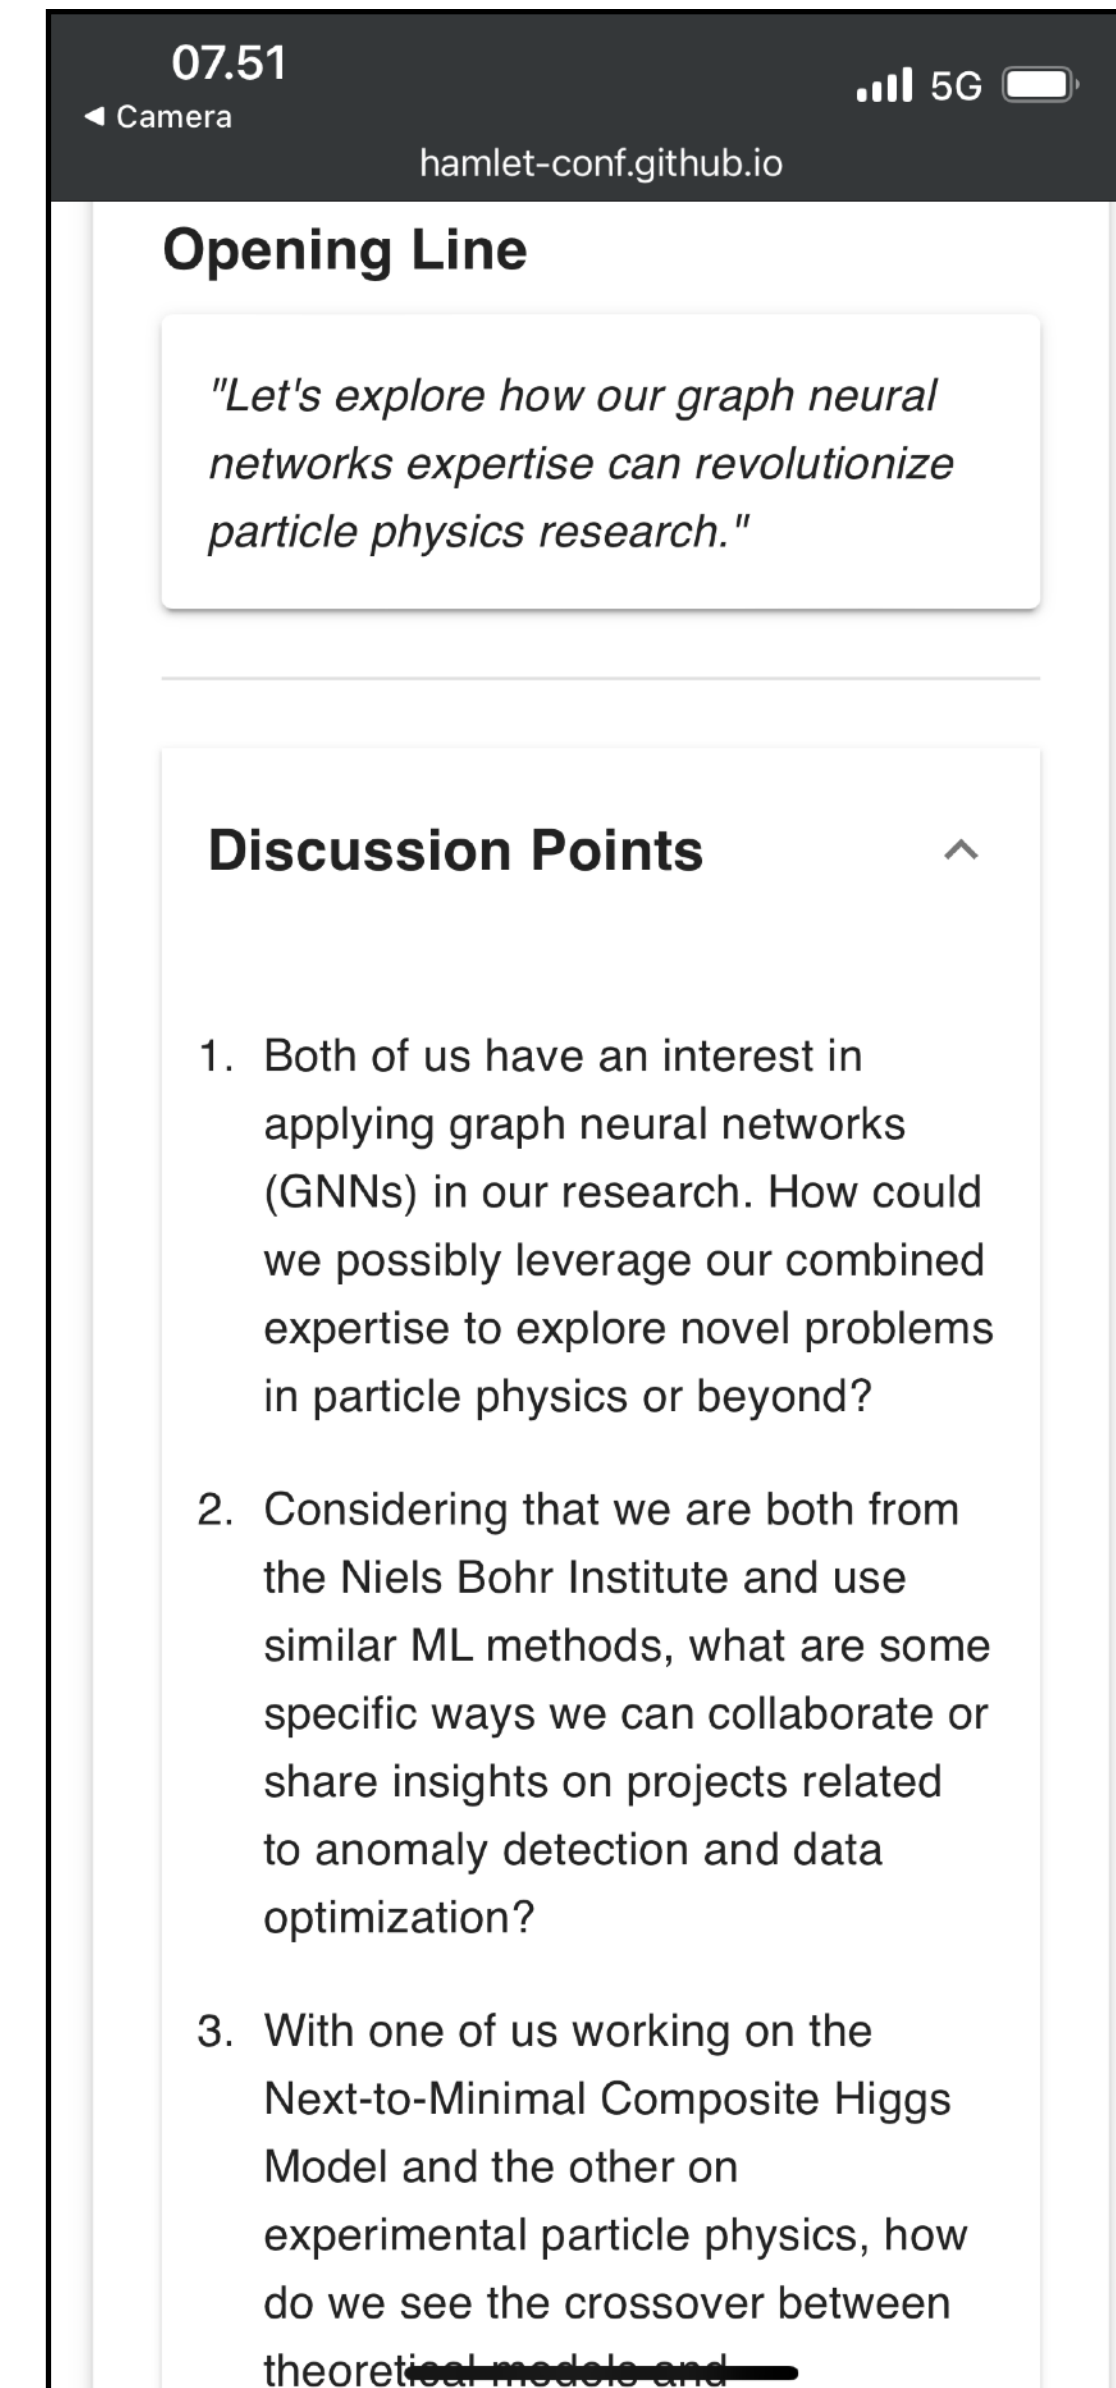 07.51
5G
◀ Camera
hamlet-conf.github.io
Opening Line
"Let's explore how our graph neural
networks expertise can revolutionize
particle physics research."
Discussion Points
1. Both of us have an interest in
applying graph neural networks
(GNNs) in our research. How could
we possibly leverage our combined
expertise to explore novel problems
in particle physics or beyond?
2. Considering that we are both from
the Niels Bohr Institute and use
similar ML methods, what are some
specific ways we can collaborate or
share insights on projects related
to anomaly detection and data
optimization?
3. With one of us working on the
Next-to-Minimal Composite Higgs
Model and the other on
experimental particle physics, how
do we see the crossover between
theoretical models and